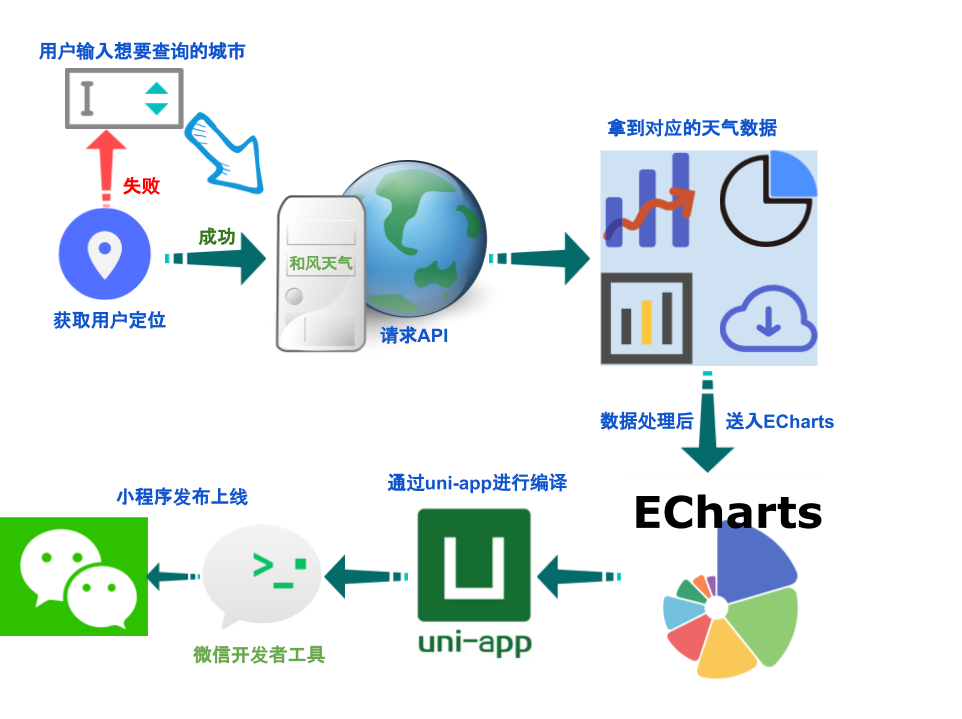 用户输入想要查询的城市
失败
成功
获取用户定位
和风天气
请求API
拿到对应的天气数据
数据处理后
送入ECharts
ECharts
通过uni-app进行编译
uni-app
小程序发布上线
>_
微信开发者工具